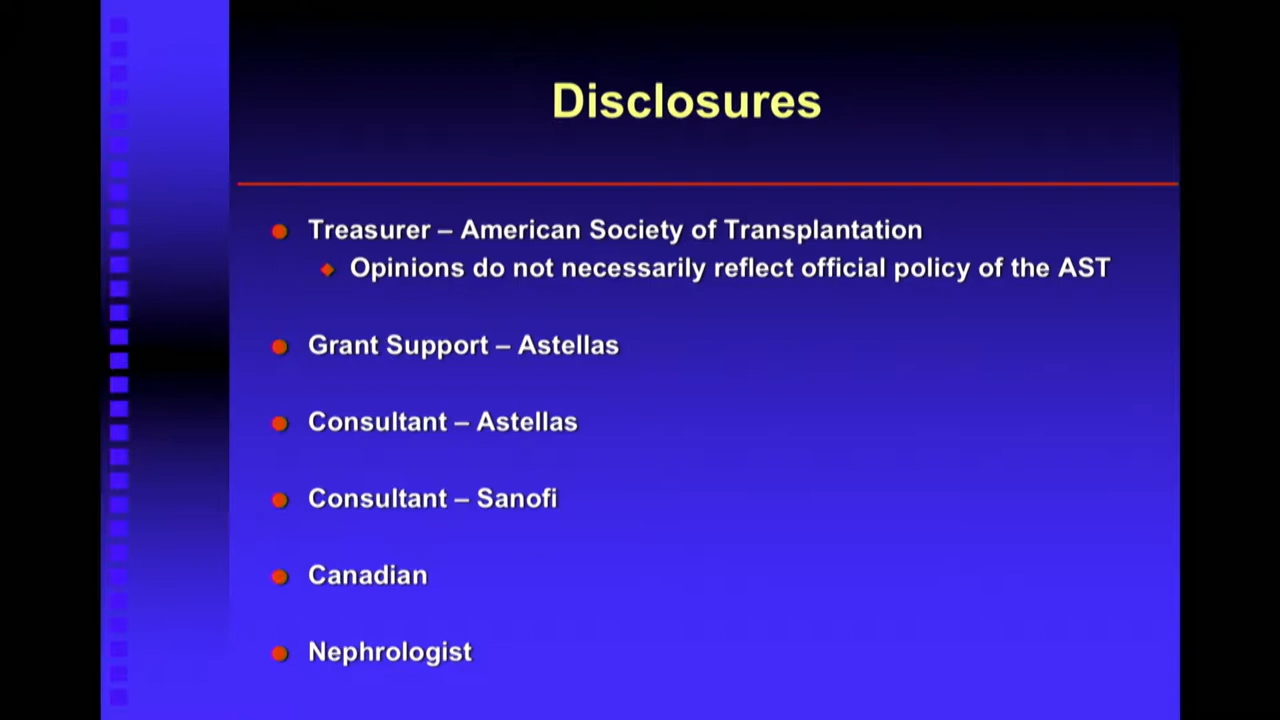 Disclosures
Treasurer – American Society of Transplantation
Opinions do not necessarily reflect official policy of the AST
Grant Support – Astellas
Consultant – Astellas
Consultant – Sanofi
Canadian
Nephrologist